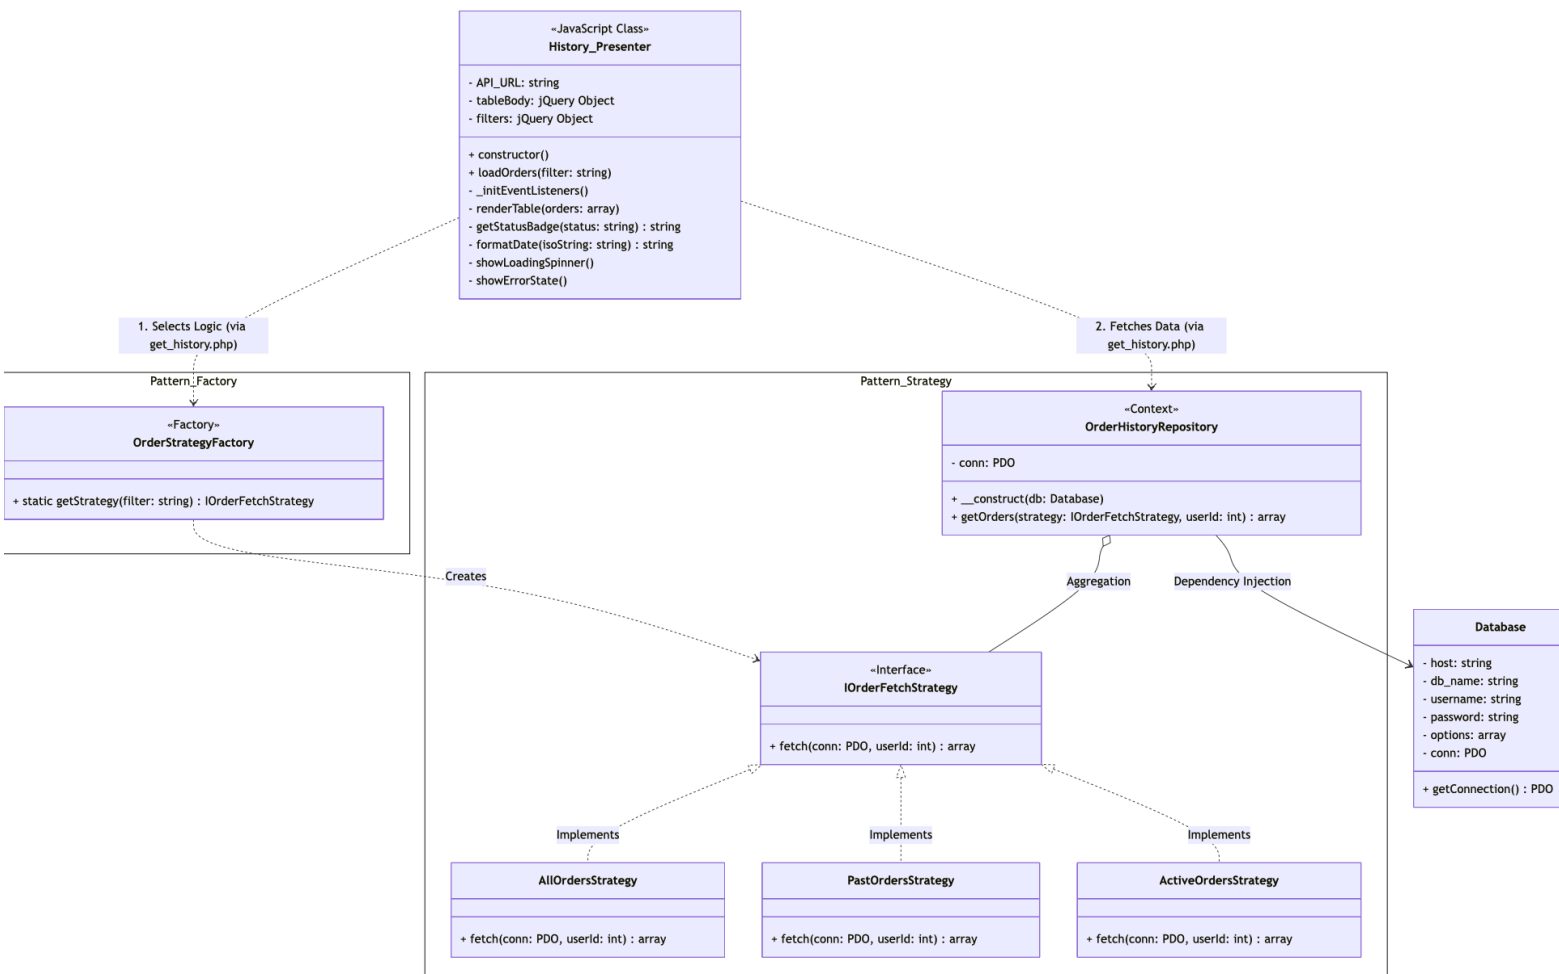 «JavaScript Class»
History_Presenter
- API_URL: string
- tableBody: jQuery Object
- filters: jQuery Object
+ constructor()
+ loadOrders(filter: string)
- _initEventListeners()
- renderTable(orders: array)
- getStatusBadge(status: string) : string
- formatDate(isoString: string) : string
- showLoadingSpinner()
- showErrorState()
1. Selects Logic (via
get_history.php)
2. Fetches Data (via
get_history.php)
Pattern_Factory
«Factory»
OrderStrategyFactory
+ static getStrategy(filter: string) : IOrderFetchStrategy
Pattern_Strategy
«Context»
OrderHistoryRepository
- conn: PDO
+ __construct(db: Database)
+ getOrders(strategy: IOrderFetchStrategy, userId: int) : array
Creates
Aggregation
Dependency Injection
Database
- host: string
- db_name: string
- username: string
- password: string
- options: array
- conn: PDO
+ getConnection() : PDO
«Interface»
IOrderFetchStrategy
+ fetch(conn: PDO, userId: int) : array
Implements
Implements
Implements
AllOrdersStrategy
+ fetch(conn: PDO, userId: int) : array
PastOrdersStrategy
+ fetch(conn: PDO, userId: int) : array
ActiveOrdersStrategy
+ fetch(conn: PDO, userId: int) : array